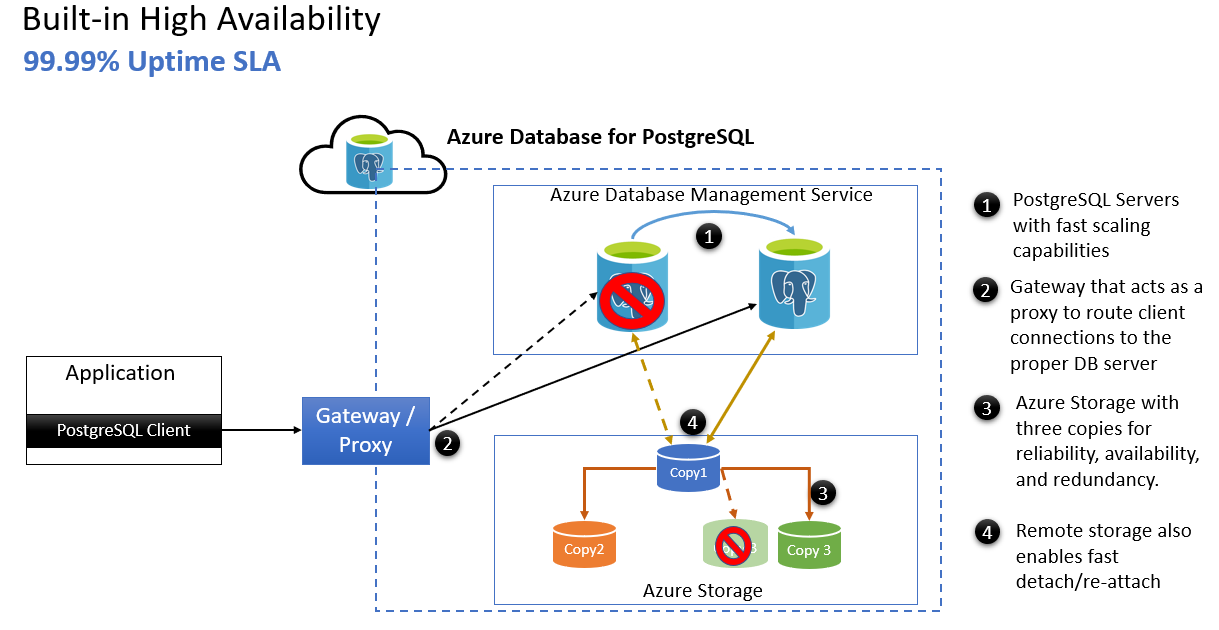 Built-in High Availability
99.99% Uptime SLA
Azure Database for PostgreSQL
Azure Database Management Service
1
1
PostgreSQL Servers
with fast scaling
capabilities
2
Gateway that acts as a
proxy to route client
connections to the
proper DB server
Application
PostgreSQL Client
Gateway /
Proxy
2
4
Copy1
3
Copy2
Copy 3
Azure Storage
3
Azure Storage with
three copies for
reliability, availability,
and redundancy.
4
Remote storage also
enables fast
detach/re-attach